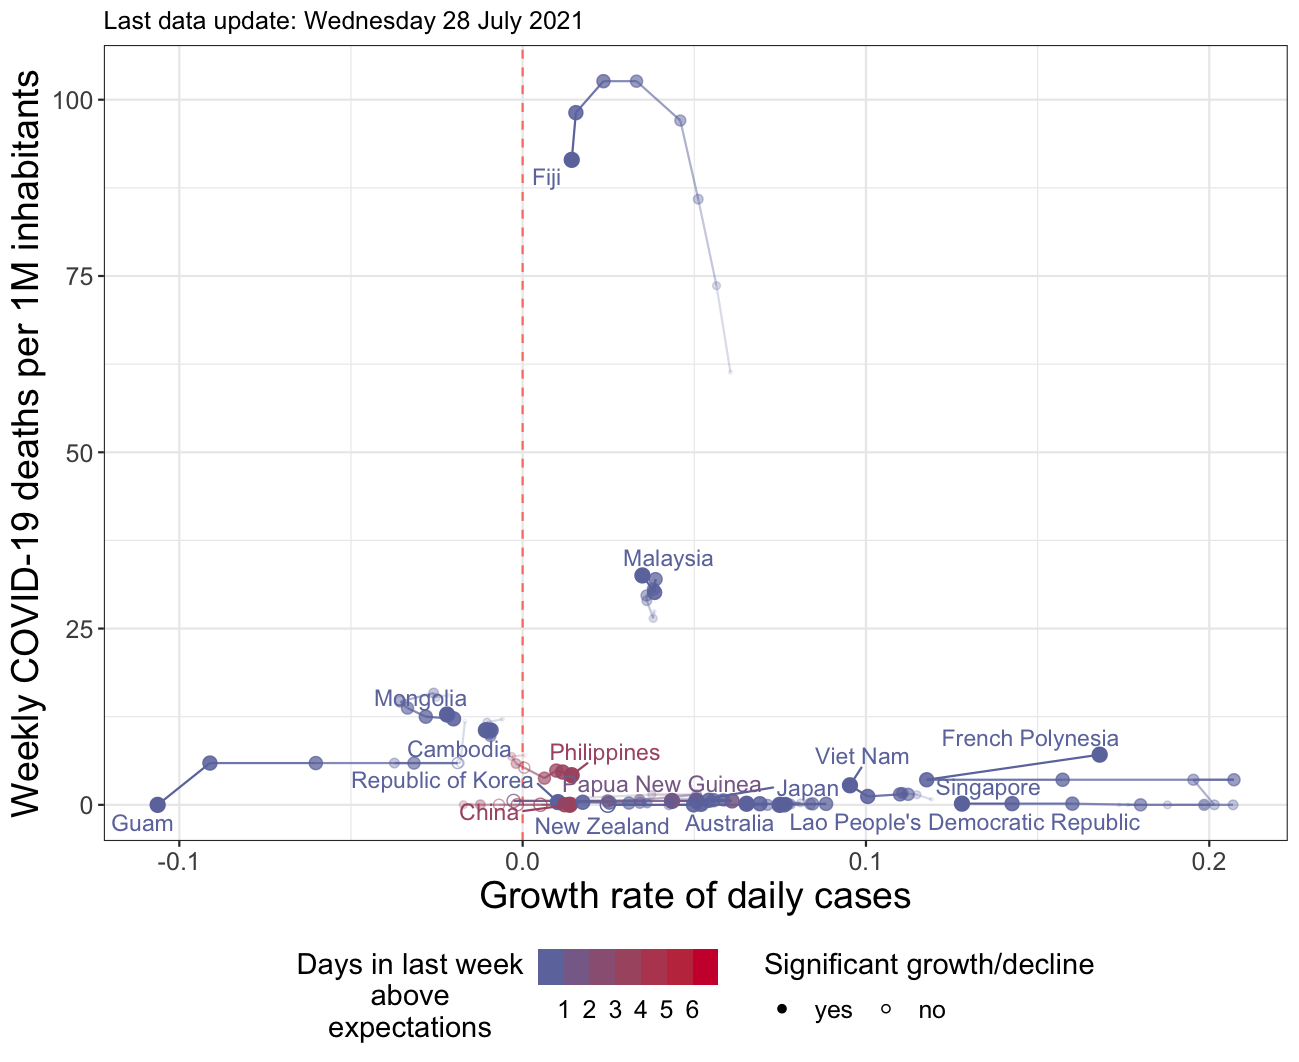 Last data update: Wednesday 28 July 2021
Weekly COVID-19 deaths per 1M inhabitants
100
75
50
25
0
Fiji
Malaysia
Mongolia
French Polynesia
Cambodia
Philippines
Viet Nam
Republic of Korea
Papua New Guinea
Japan
Singapore
China
Guam
New Zealand
Australia
Lao People's Democratic Republic
-0.1
0.0
0.1
0.2
Growth rate of daily cases
Days in last week
above
expectations
1 2 3 4 5 6
Significant growth/decline
yes
no